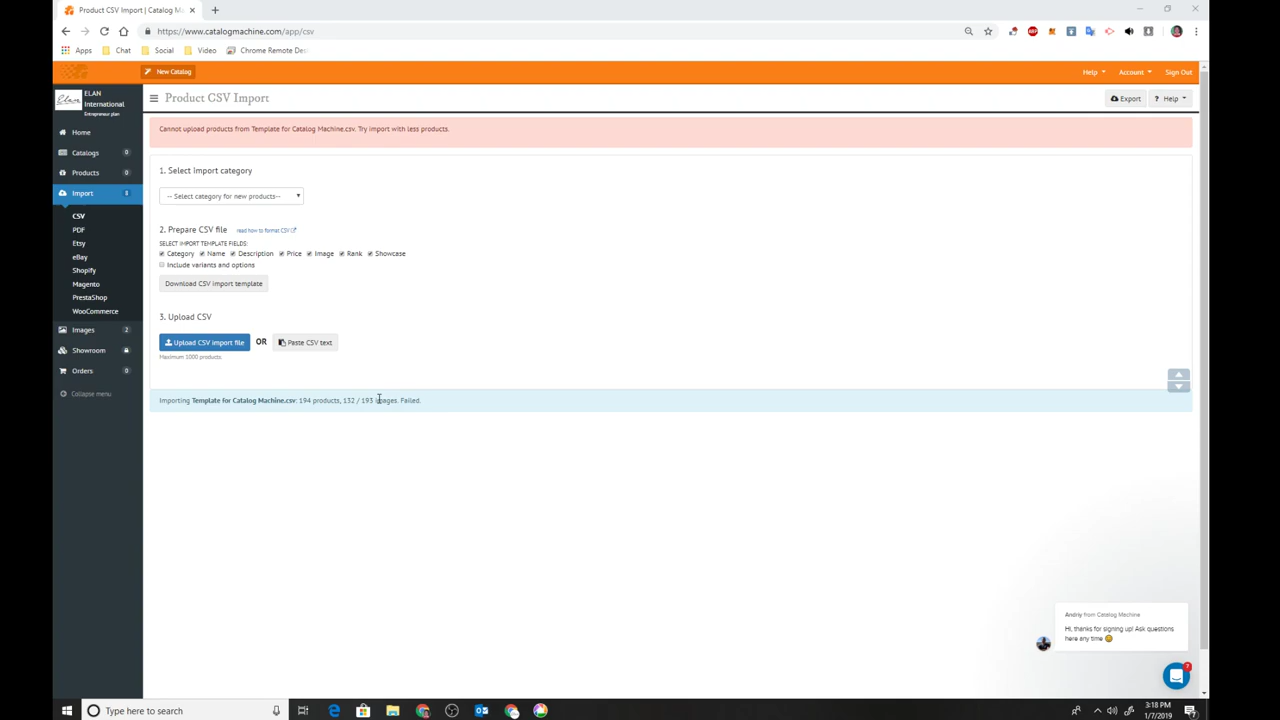 Product CSV Import | Catalog M
https://www.catalogmachine.com/app/csv
Apps
Chat
Social
Video
Chrome Remote Des
New Catalog
Help
Account
Sign Out
Elan
ELAN
International
Entrepreneur plan
Product CSV Import
Export
? Help
Home
Catalogs 0
Products 0
Import
CSV
PDF
Etsy
eBay
Shopify
Magento
PrestaShop
WooCommerce
Images 2
Showroom
Orders 0
Collapse menu
Cannot upload products from Template for Catalog Machine.csv. Try import with less products.
1. Select Import category
-- Select category for new products--
2. Prepare CSV file read how to format CSV
SELECT IMPORT TEMPLATE FIELDS:
Category Name Description Price Image Rank Showcase
Include variants and options
Download CSV import template
3. Upload CSV
Upload CSV import file OR Paste CSV text
Maximum 1000 products
Importing Template for Catalog Machine.csv: 194 products, 132 / 193 images. Failed.
Andriy from Catalog Machine
Hi, thanks for signing up! Ask questions
here any time
7
Type here to search
3:18 PM
1/7/2019